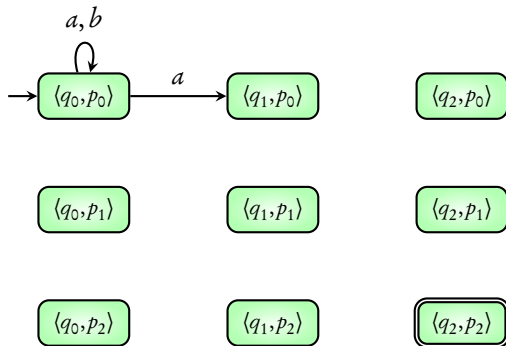 a, b
⟨q₀,p₀⟩ a ⟨q₁,p₀⟩ ⟨q₂,p₀⟩
⟨q₀,p₁⟩ ⟨q₁,p₁⟩ ⟨q₂,p₁⟩
⟨q₀,p₂⟩ ⟨q₁,p₂⟩ ⟨q₂,p₂⟩